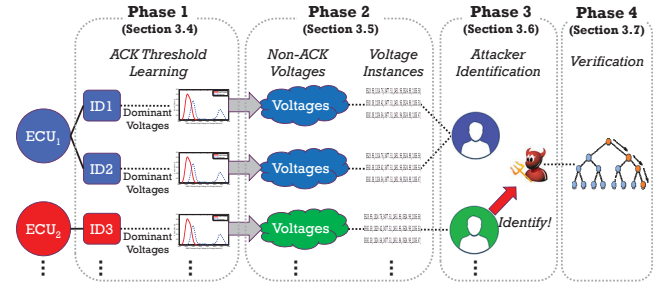 Phase 1
(Section 3.4)
Phase 2
(Section 3.5)
Phase 3
(Section 3.6)
Phase 4
(Section 3.7)
ACK Threshold
Learning
Non-ACK
Voltages
Voltage
Instances
Attacker
Identification
Verification
ECU1
ID1
Dominant
Voltages
Voltages
ID2
Dominant
Voltages
Voltages
ECU2
ID3
Dominant
Voltages
Voltages
Identify!